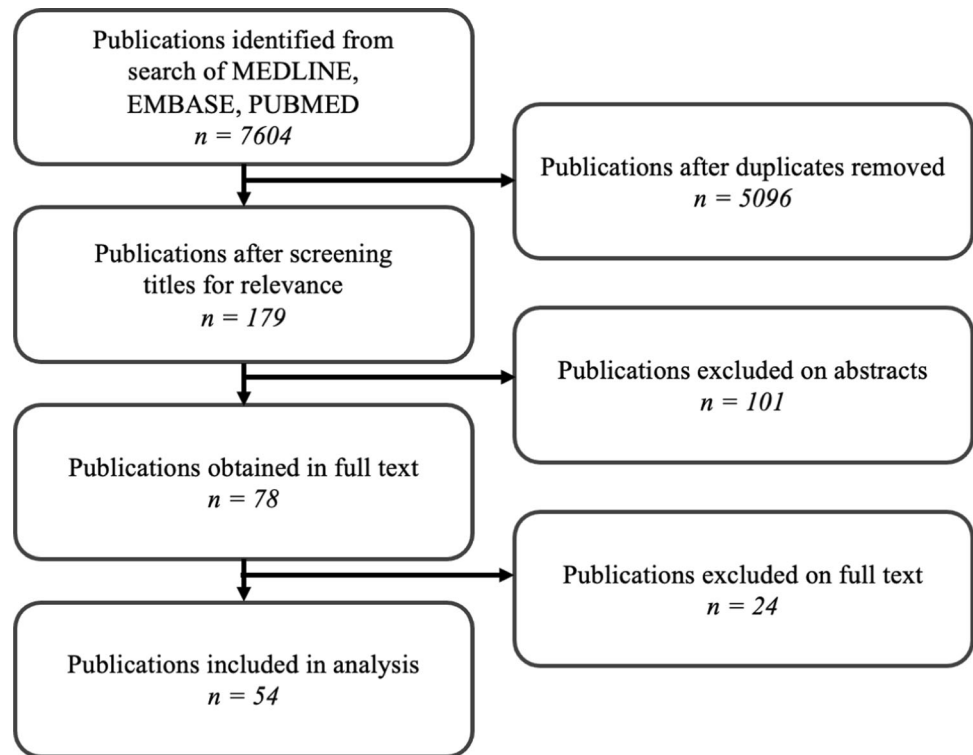 Publications identified from
search of MEDLINE,
EMBASE, PUBMED
n = 7604
Publications after duplicates removed
n = 5096
Publications after screening
titles for relevance
n = 179
Publications excluded on abstracts
n = 101
Publications obtained in full text
n = 78
Publications excluded on full text
n = 24
Publications included in analysis
n = 54